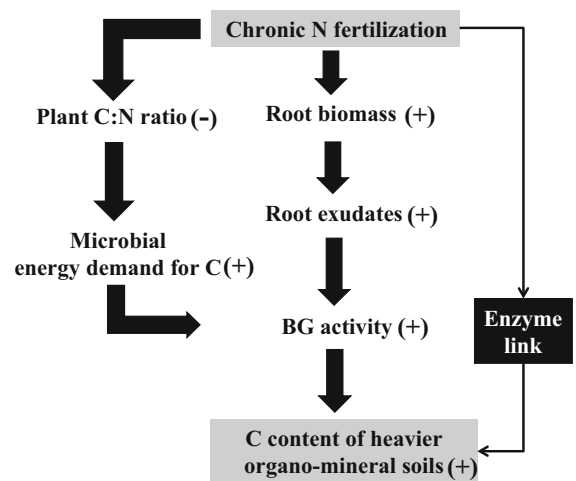 Chronic N fertilization
Plant C:N ratio (-)
Root biomass (+)
Root exudates (+)
Microbial
energy demand for C (+)
BG activity (+)
Enzyme
link
C content of heavier
organo-mineral soils (+)